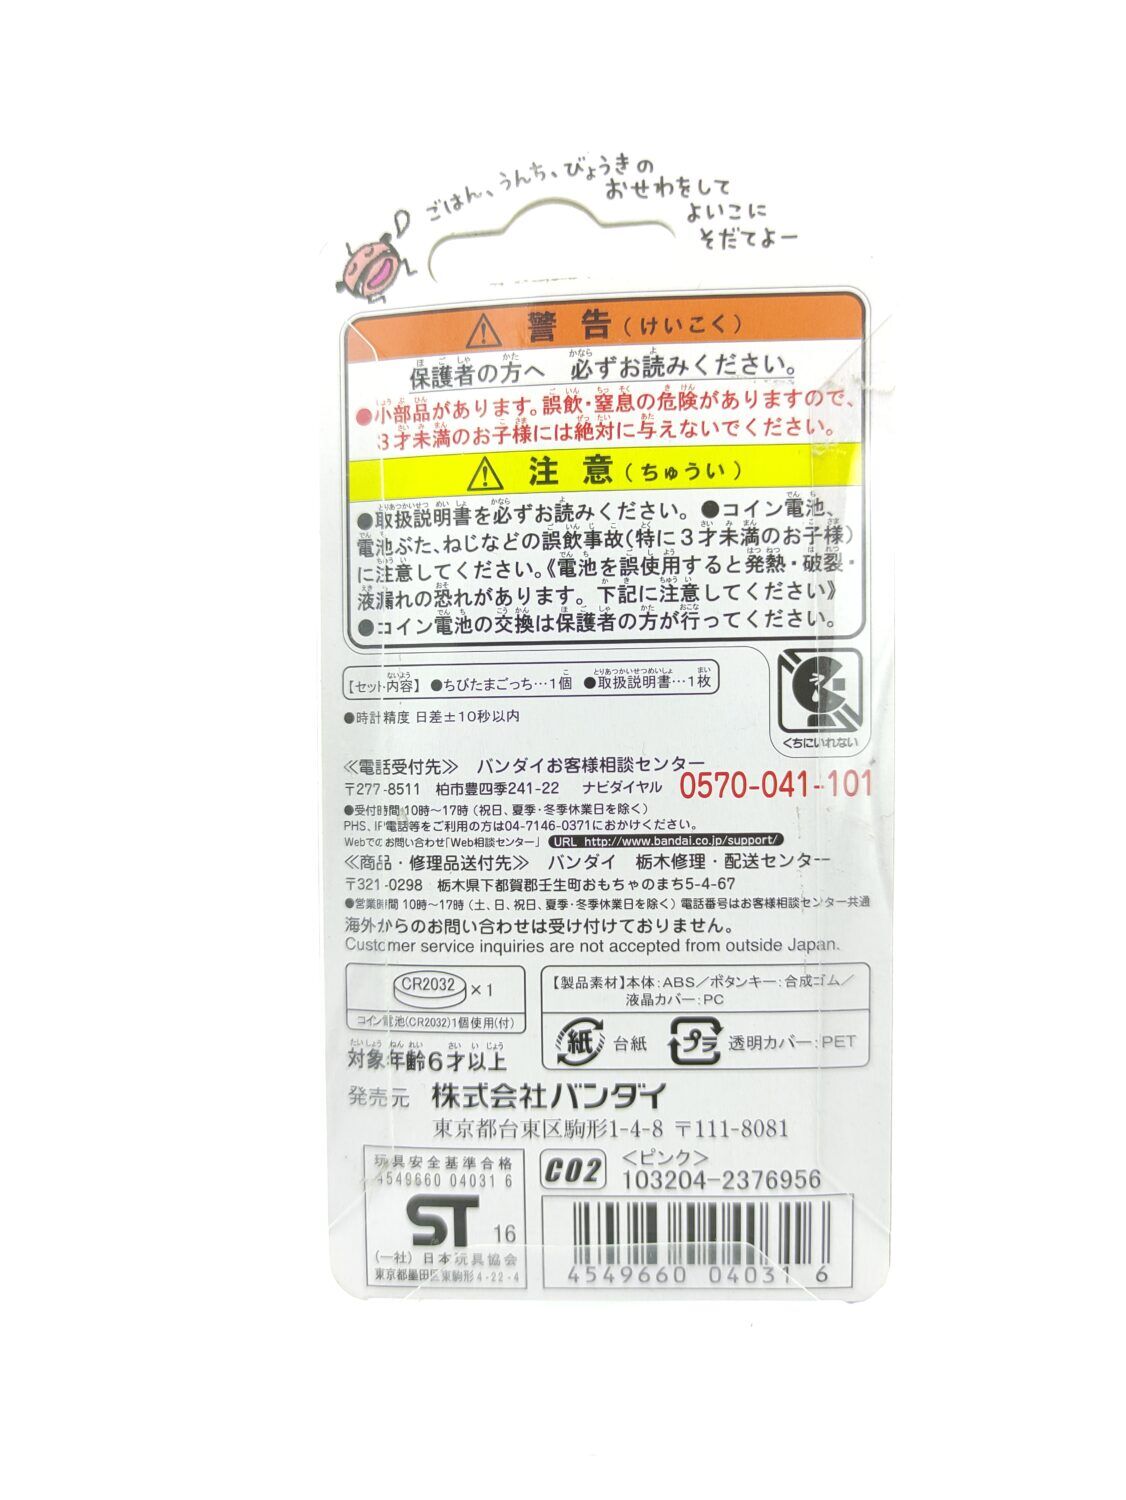 ごはん、うんち、びょうきの
おせわをして
よいこに
そだてよー
警告(けいこく)
保護者の方へ 必ずお読みください。
●小部品があります。誤飲・窒息の危険がありますので、
3才未満のお子様には絶対に与えないでください。
注意(ちゅうい)
●取扱説明書を必ずお読みください。●コイン電池、
電池ぶた、ねじなどの誤飲事故(特に3才未満のお子様)
に注意してください。《電池を誤使用すると発熱・破裂・
液漏れの恐れがあります。下記に注意してください》
●コイン電池の交換は保護者の方が行ってください。
【セット内容】●ちびたまごっち…1個 ●取扱説明書…1枚
●時計精度 日差±10秒以内
くちにいれない
≪電話受付先≫ バンダイお客様相談センター
〒277-8511 柏市豊四季241-22 ナビダイヤル 0570-041-101
●受付時間 10時～17時(祝日、夏季・冬季休業日を除く)
PHS、IP電話等をご利用の方は04-7146-0371におかけください。
Webでのお問い合わせ「Web相談センター」 URL http://www.bandai.co.jp/support/
≪商品・修理品送付先≫ バンダイ 栃木修理・配送センター
〒321-0298 栃木県下都賀郡壬生町おもちゃのまち5-4-67
●営業時間 10時～17時(土、日、祝日、夏季・冬季休業日を除く)電話番号はお客様相談センター共通
海外からのお問い合わせは受け付けておりません。
Customer service inquiries are not accepted from outside Japan.
CR2032 ×1
コイン電池(CR2032)1個使用(付)
【製品素材】本体:ABS／ボタンキー:合成ゴム／
液晶カバー:PC
紙 台紙 プラ 透明カバー:PET
対象年齢6才以上
発売元 株式会社バンダイ
東京都台東区駒形1-4-8 〒111-8081
玩具安全基準合格
4549660 04031 6
ST 16
(一社) 日本玩具協会
東京都墨田区東駒形4-22-4
C02 <ピンク>
103204-2376956
4549660 04031 6